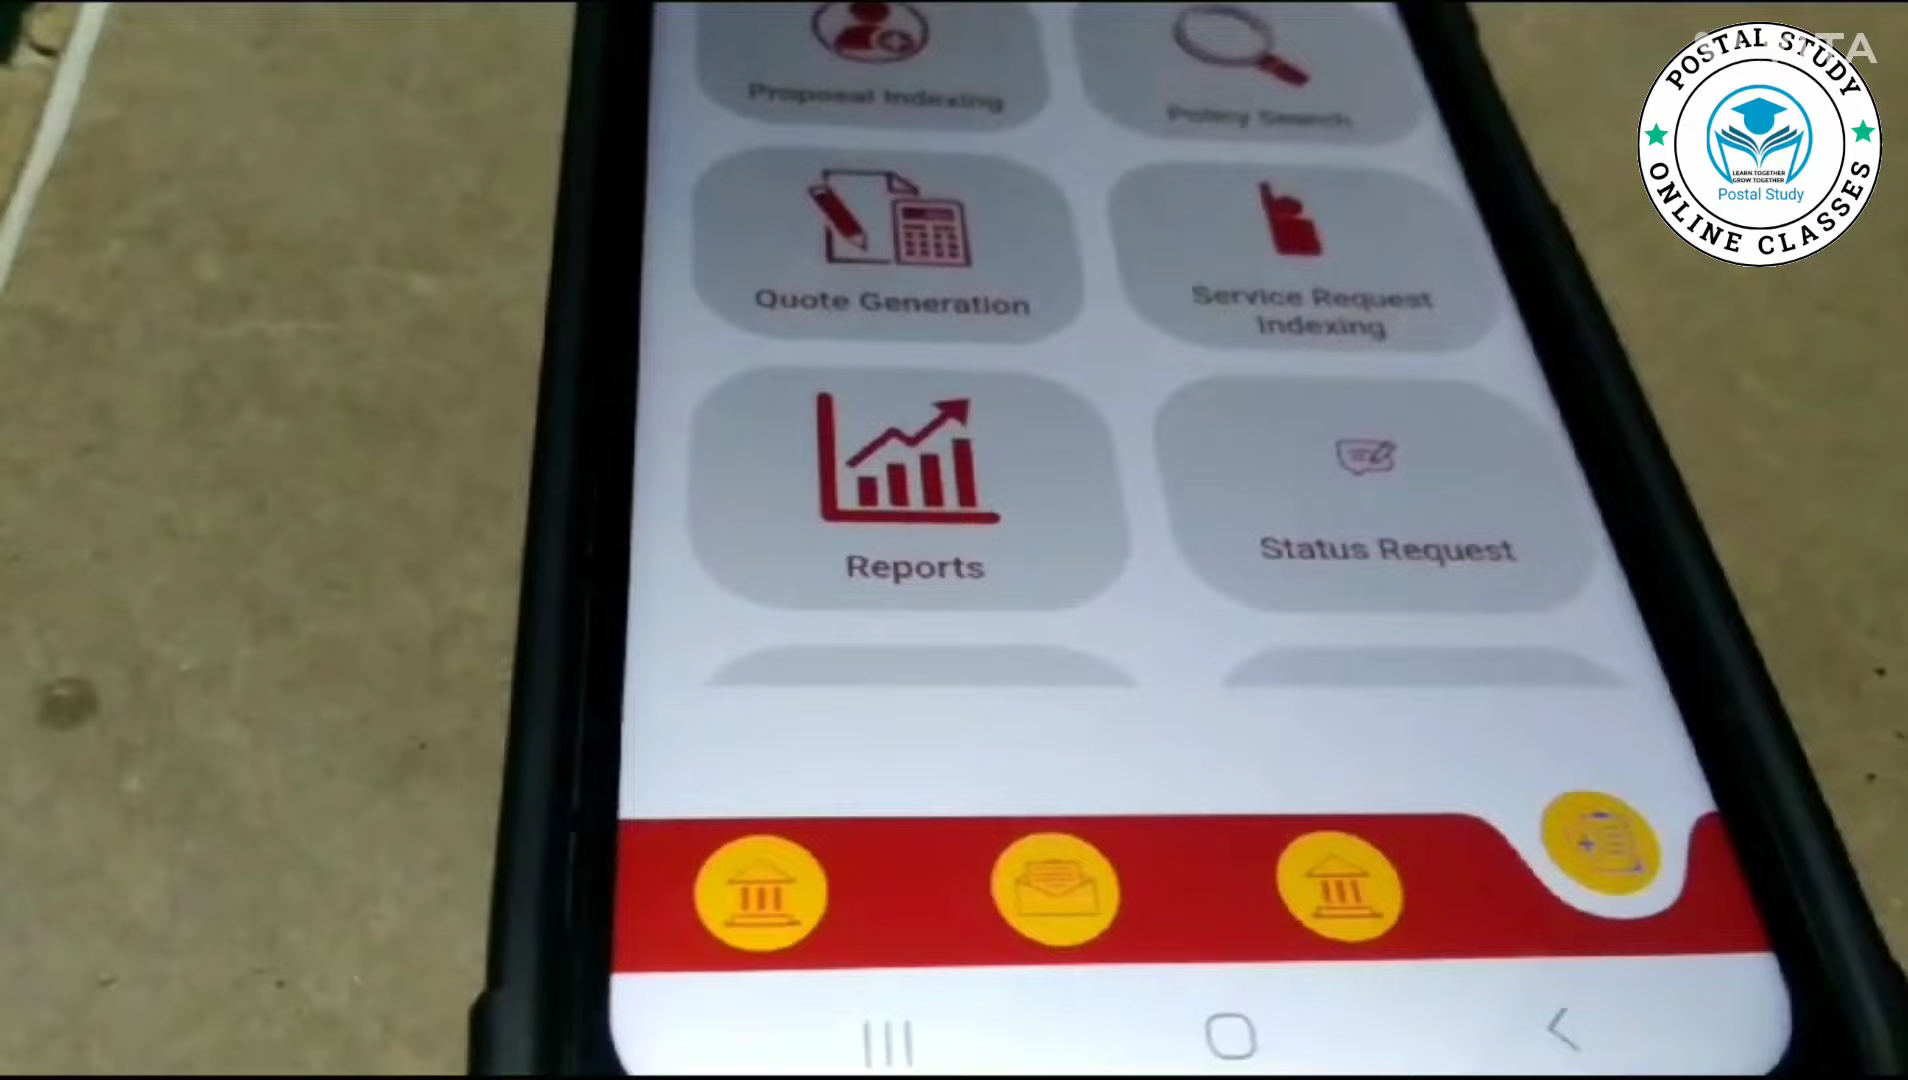 POSTAL STUDY
LEARN TOGETHER
GROW TOGETHER
Postal Study
ONLINE CLASSES
Proposal Indexing
Policy Search
Quote Generation
Service Request
Indexing
Reports
Status Request